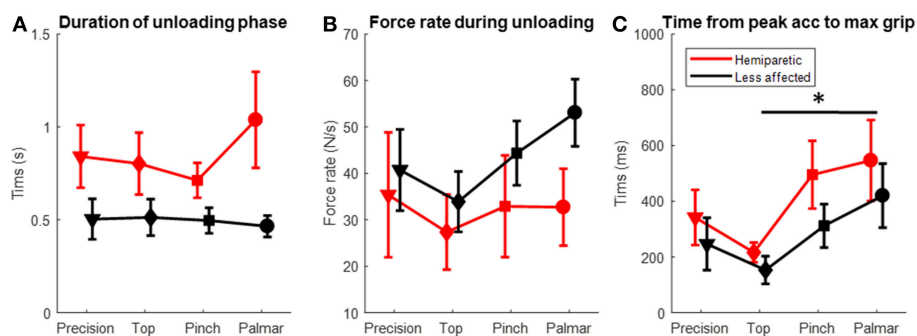 A Duration of unloading phase
1.5
1
0.5
0
Tims (s)
Precision Top Pinch Palmar
B Force rate during unloading
60
50
40
30
20
10
Force rate (N/s)
Precision Top Pinch Palmar
C Time from peak acc to max grip
1000
800
600
400
200
0
Tims (ms)
Hemiparetic
Less affected
*
Precision Top Pinch Palmar